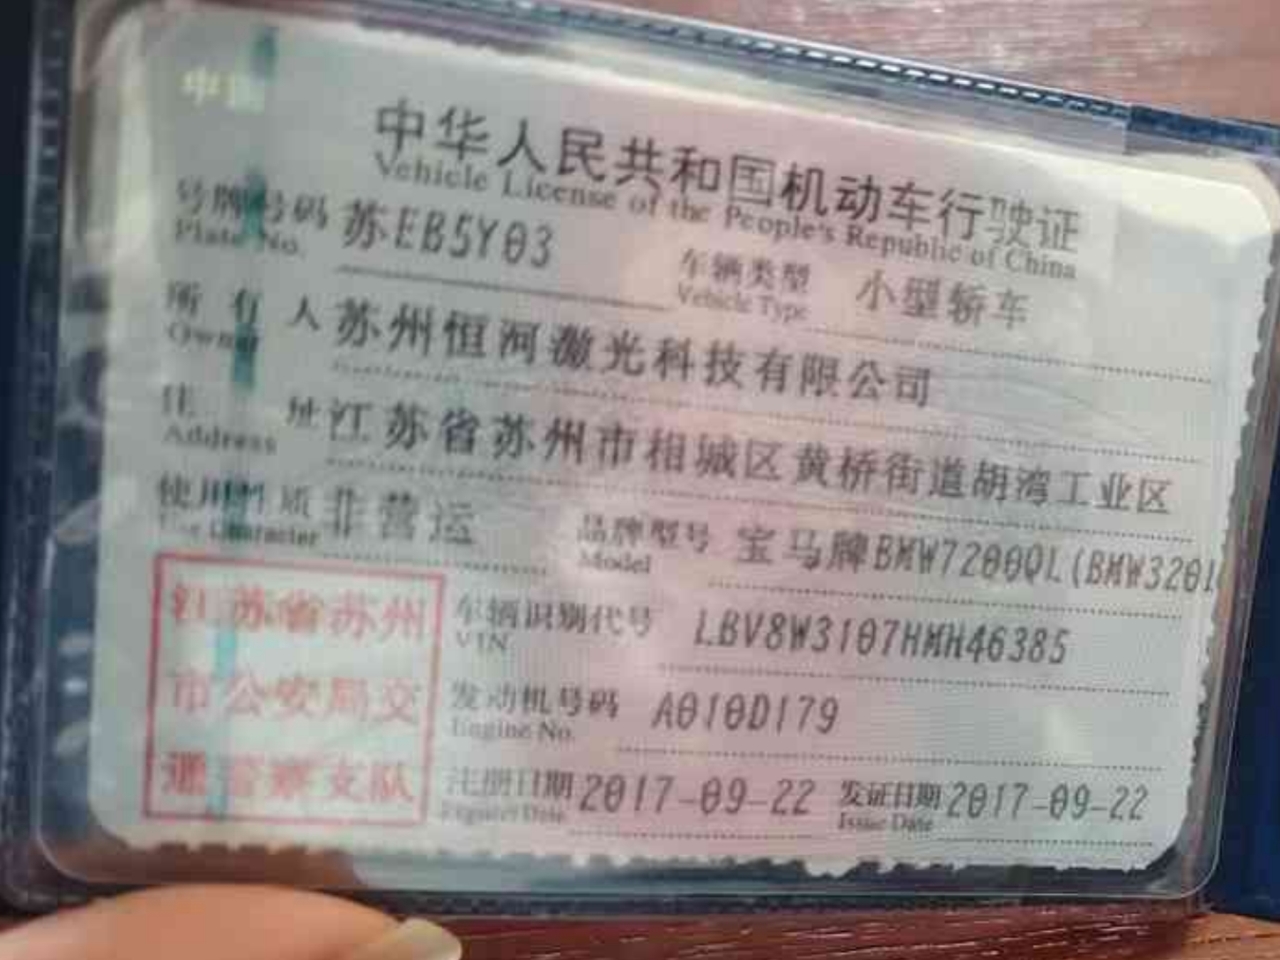 中国
中华人民共和国机动车行驶证
Vehicle License of the People's Republic of China
号牌号码 苏EB5Y03 车辆类型 小型轿车
Plate No. Vehicle Type
所有人 苏州恒河激光科技有限公司
Owner
住址 江苏省苏州市相城区黄桥街道胡湾工业区
Address
使用性质 非营运 品牌型号 宝马牌BMW7200QL(BMW3201
Use Character Model
江苏省苏州
市公安局交
通警察支队
车辆识别代号 LBV8W3107HMH46385
VIN
发动机号码 A010D179
Engine No.
注册日期 2017-09-22 发证日期 2017-09-22
Register Date Issue Date